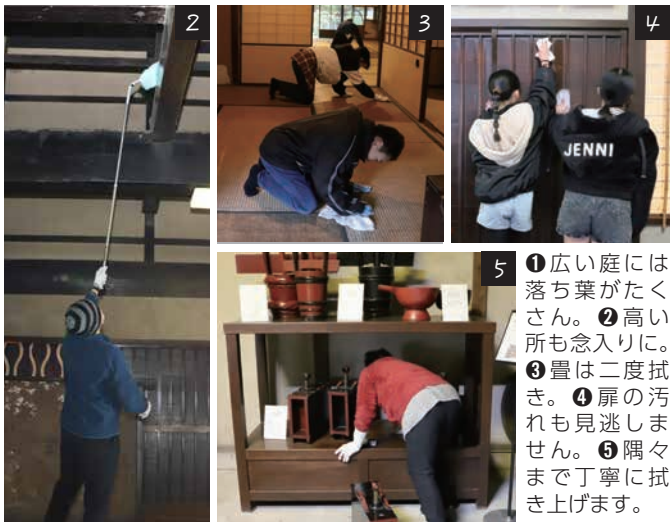 2
3
4
JENNI
5
❶広い庭には
落ち葉がたく
さん。❷高い
所も念入りに。
❸畳は二度拭
き。❹扉の汚
れも見逃しま
せん。❺隅々
まで丁寧に拭
き上げます。